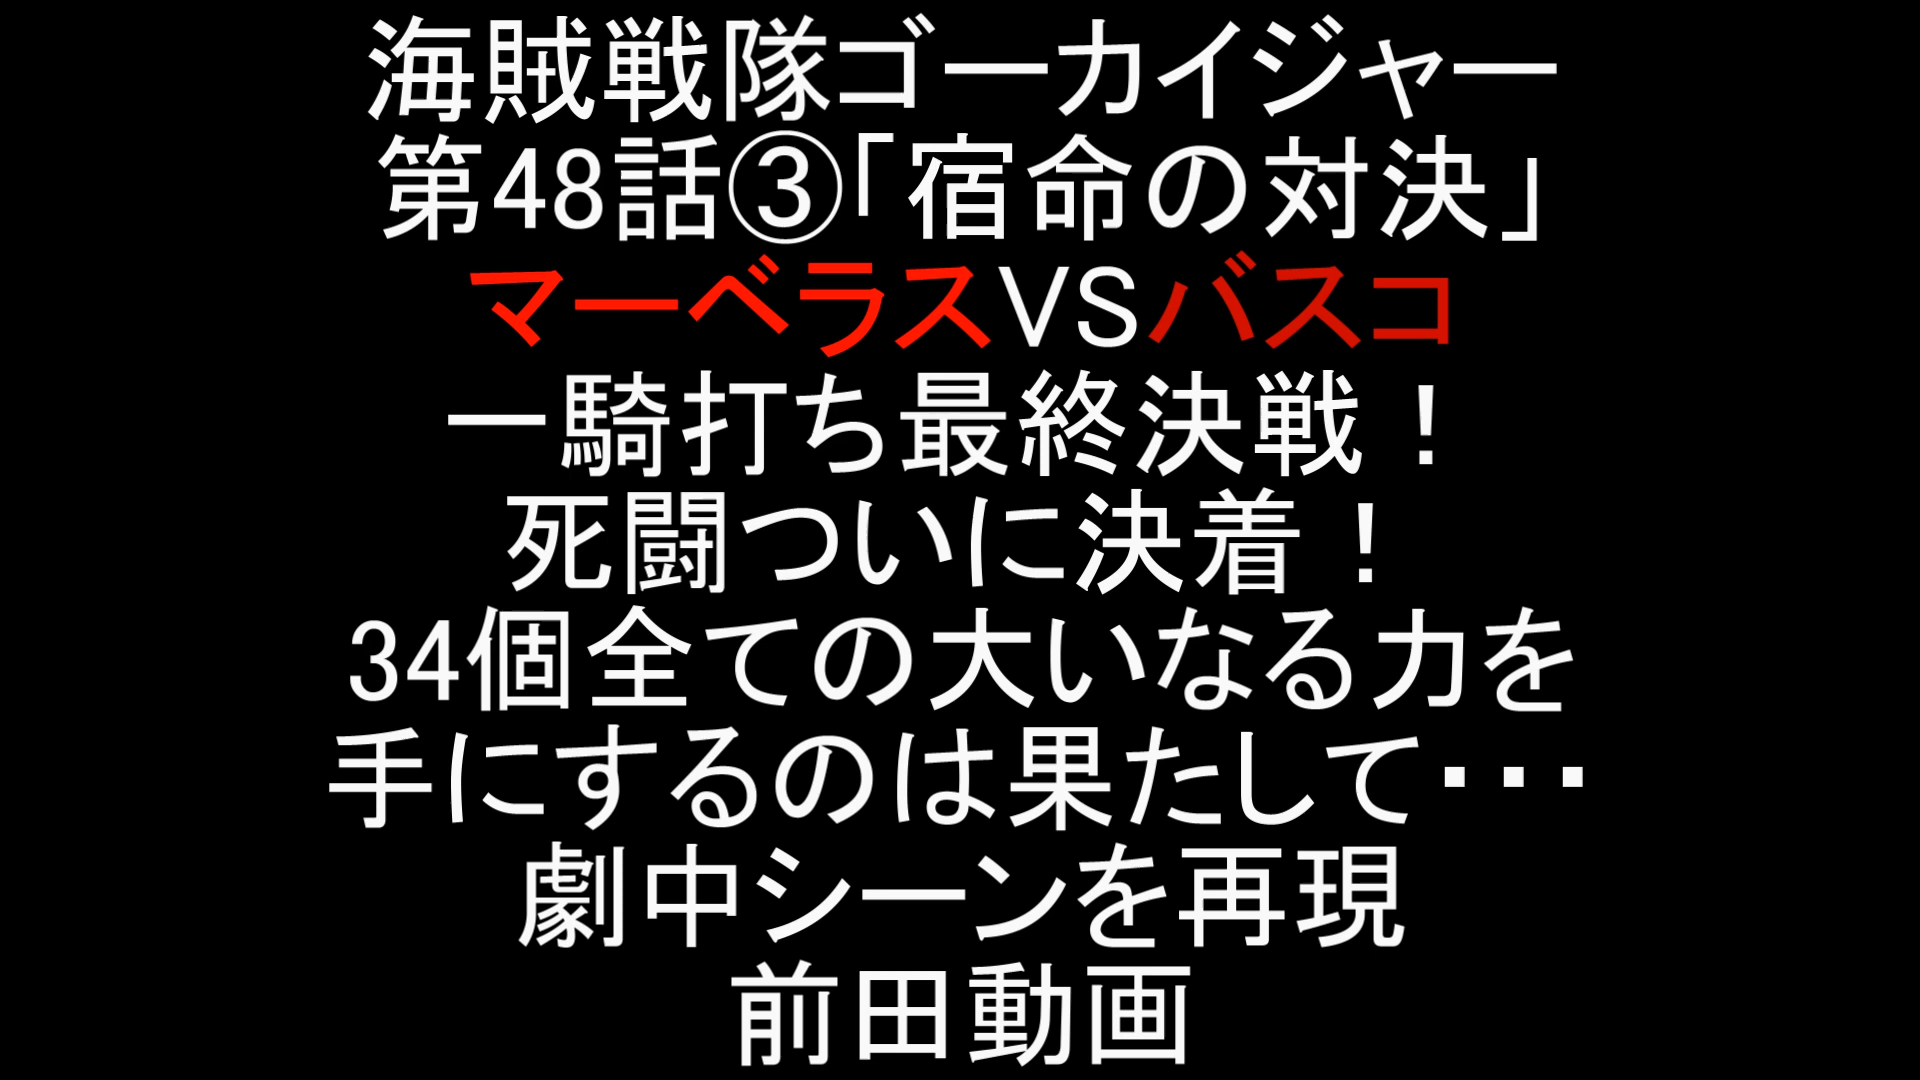 海賊戦隊ゴーカイジャー
第48話③「宿命の対決」
マーベラスVSバスコ
一騎打ち最終決戦！
死闘ついに決着！
34個全ての大いなる力を
手にするのは果たして・・・
劇中シーンを再現
前田動画